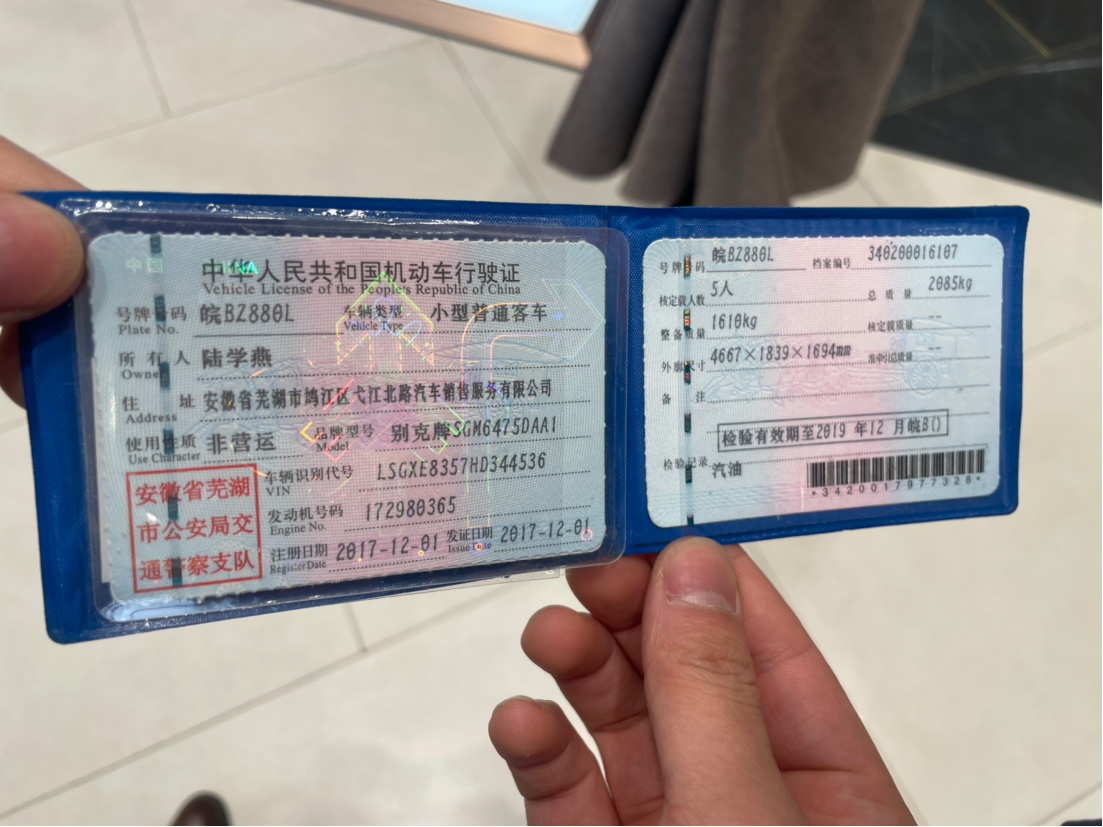 中国 CHINA
中华人民共和国机动车行驶证
Vehicle License of the People's Republic of China
号牌号码 皖BZ880L 车辆类型 小型普通客车
Plate No. Vehicle Type
所有人 陆学燕
Owner
住址 安徽省芜湖市鸠江区弋江北路汽车销售服务有限公司
Address
使用性质 非营运 品牌型号 别克牌SGM6475DAA1
Use Character Model
安徽省芜湖
市公安局交
通警察支队
车辆识别代号 LSGXE8357HD344536
VIN
发动机号码 172980365
Engine No.
注册日期 2017-12-01 发证日期 2017-12-01
Register Date Issue Date
号牌号码 皖BZ880L 档案编号 340200016107
核定载人数 5人 总质量 2085kg
整备质量 1610kg 核定载质量 --
外廓尺寸 4667×1839×1694mm 准牵引总质量 --
备注
检验有效期至2019 年12 月皖B()
检验记录 汽油
*3420017977328*